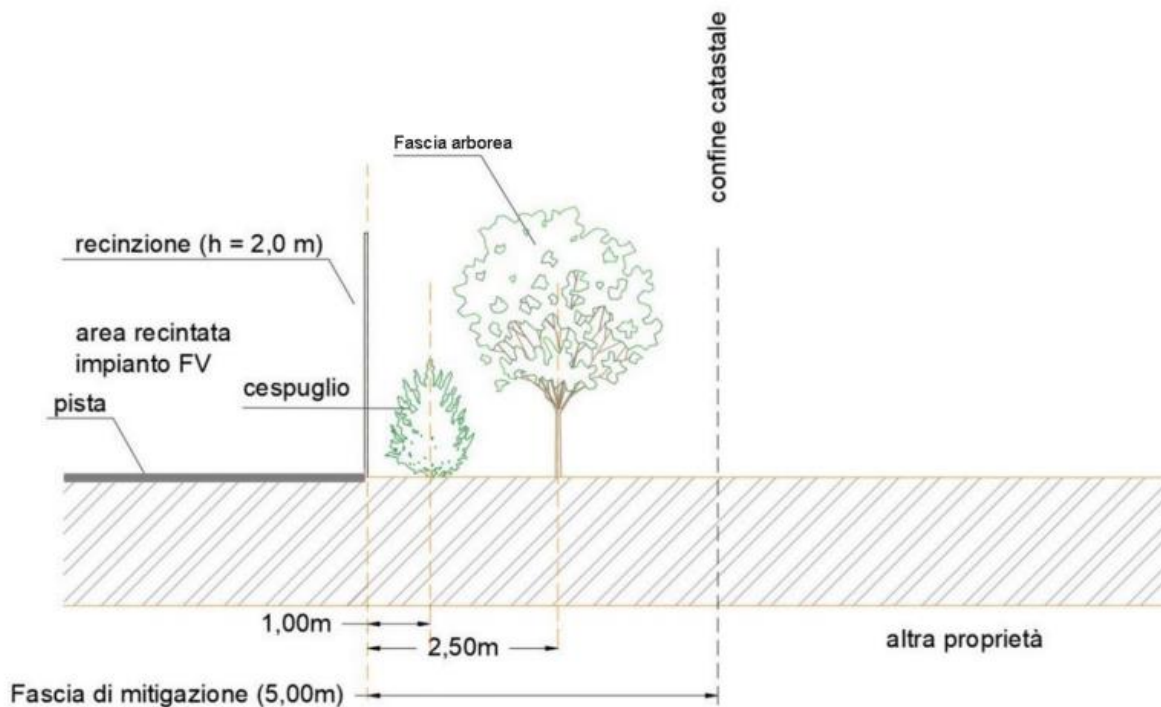 confine catastale
Fascia arborea
recinzione (h = 2,0 m)
area recintata
impianto FV
cespuglio
pista
1,00m
2,50m
altra proprietà
Fascia di mitigazione (5,00m)